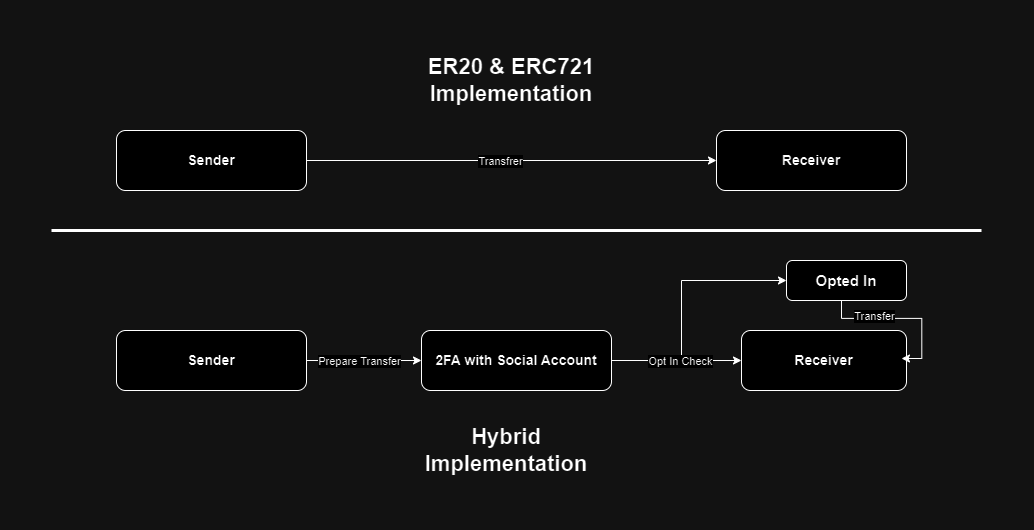 ER20 & ERC721
Implementation
Sender
Transfrer
Receiver
Opted In
Transfer
Sender
Prepare Transfer
2FA with Social Account
Opt In Check
Receiver
Hybrid
Implementation